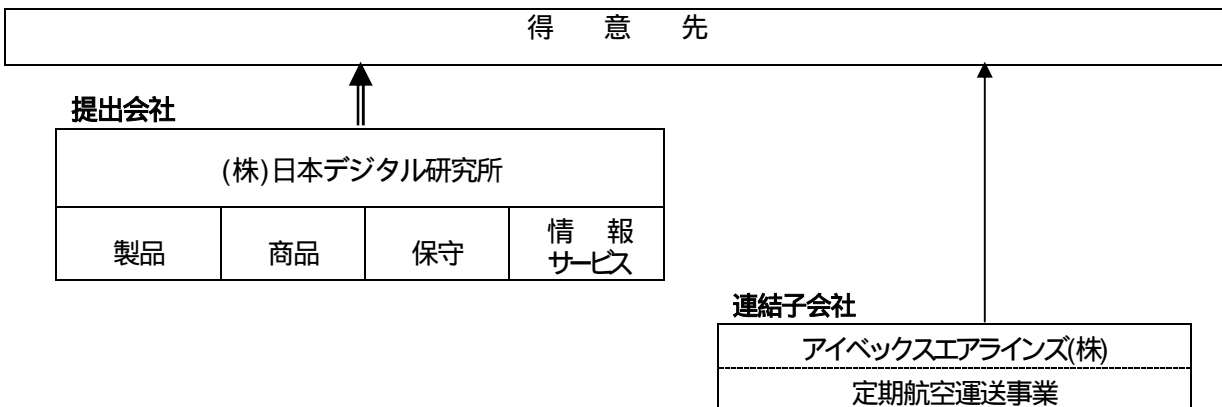 得 意 先
提出会社
(株)日本デジタル研究所
製品 商品 保守 情 報
サービス
連結子会社
アイベックスエアラインズ(株)
定期航空運送事業